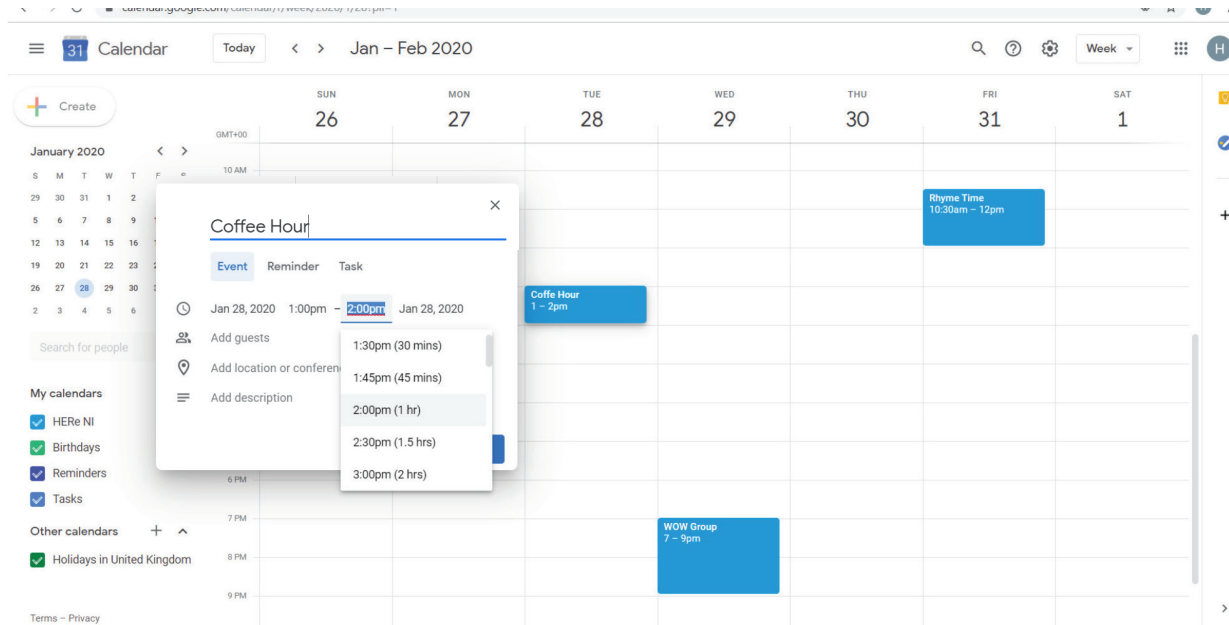 Calendar
Today
Jan – Feb 2020
Week
H
Create
SUN MON TUE WED THU FRI SAT
26 27 28 29 30 31 1
GMT+00
January 2020
S M T W T F S
29 30 31 1 2
5 6 7 8 9
12 13 14 15 16
19 20 21 22 23
26 27 28 29 30
2 3 4 5 6
Search for people
My calendars
HERe NI
Birthdays
Reminders
Tasks
Other calendars
Holidays in United Kingdom
Terms – Privacy
10 AM
6 PM
7 PM
8 PM
9 PM
Coffee Hour
Event Reminder Task
Jan 28, 2020 1:00pm – 2:00pm Jan 28, 2020
Add guests
Add location or
Add description
1:30pm (30 mins)
1:45pm (45 mins)
2:00pm (1 hr)
2:30pm (1.5 hrs)
3:00pm (2 hrs)
Coffe Hour
1 – 2pm
WOW Group
7 – 9pm
Rhyme Time
10:30am – 12pm